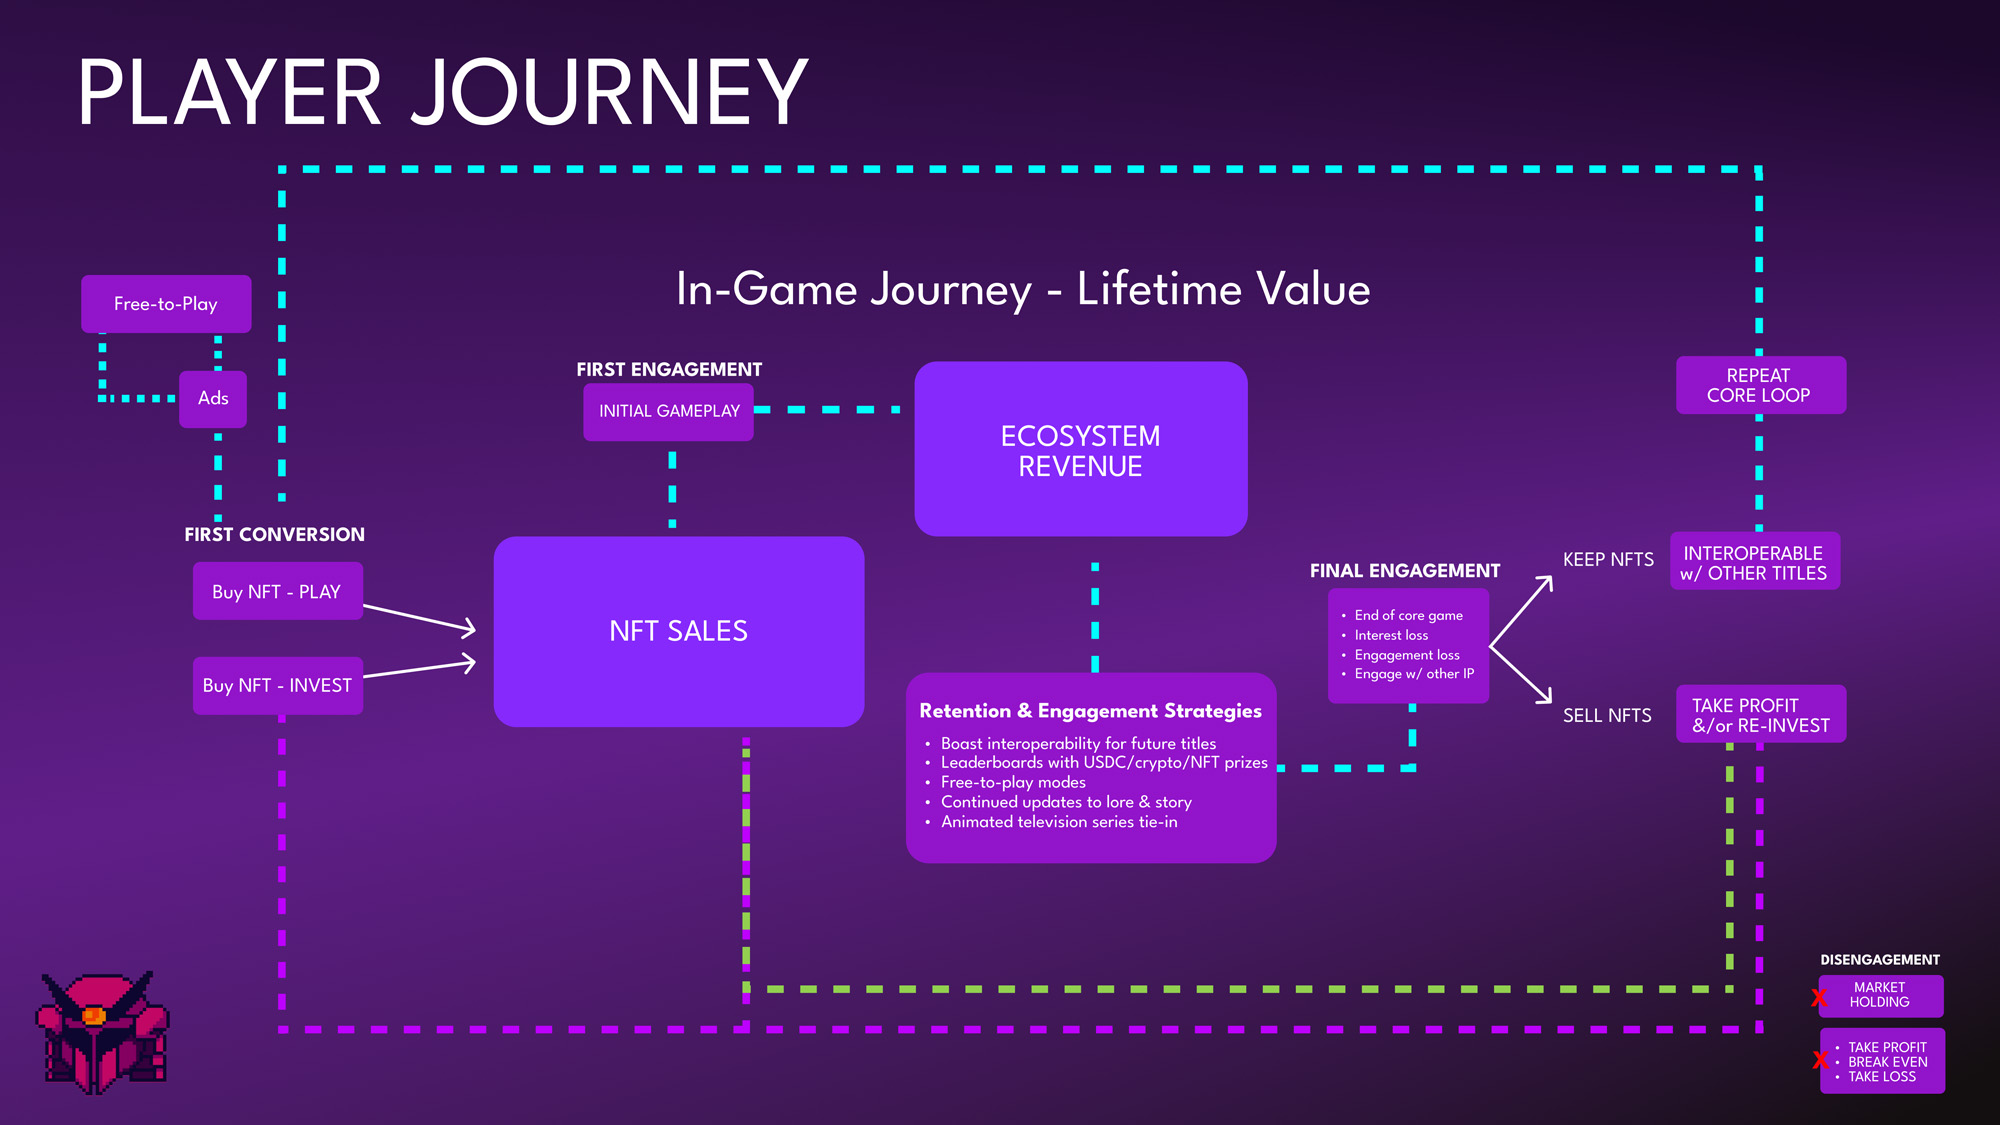 PLAYER JOURNEY
In-Game Journey - Lifetime Value
Free-to-Play
Ads
FIRST CONVERSION
Buy NFT - PLAY
Buy NFT - INVEST
NFT SALES
FIRST ENGAGEMENT
INITIAL GAMEPLAY
ECOSYSTEM
REVENUE
Retention & Engagement Strategies
• Boast interoperability for future titles
• Leaderboards with USDC/crypto/NFT prizes
• Free-to-play modes
• Continued updates to lore & story
• Animated television series tie-in
FINAL ENGAGEMENT
• End of core game
• Interest loss
• Engagement loss
• Engage w/ other IP
KEEP NFTS
INTEROPERABLE
w/ OTHER TITLES
REPEAT
CORE LOOP
SELL NFTS
TAKE PROFIT
&/or RE-INVEST
DISENGAGEMENT
X
MARKET
HOLDING
X
• TAKE PROFIT
• BREAK EVEN
• TAKE LOSS